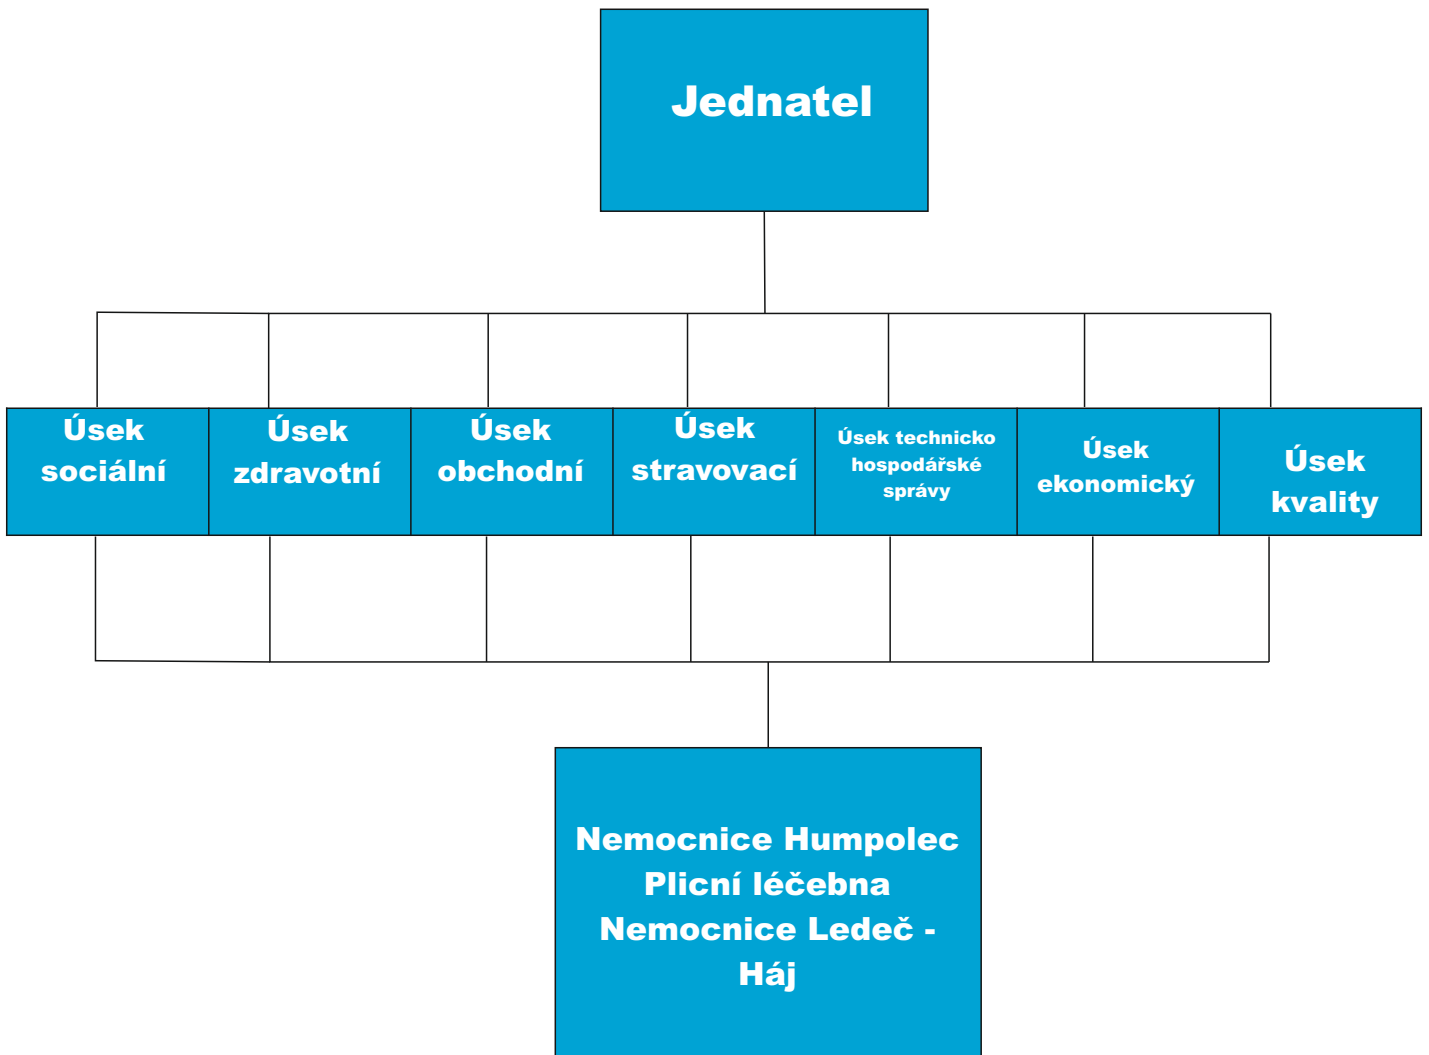 Jednatel
Úsek
sociální
Úsek
zdravotní
Úsek
obchodní
Úsek
stravovací
Úsek technicko
hospodářské
správy
Úsek
ekonomický
Úsek
kvality
Nemocnice Humpolec
Plicní léčebna
Nemocnice Ledeč -
Háj